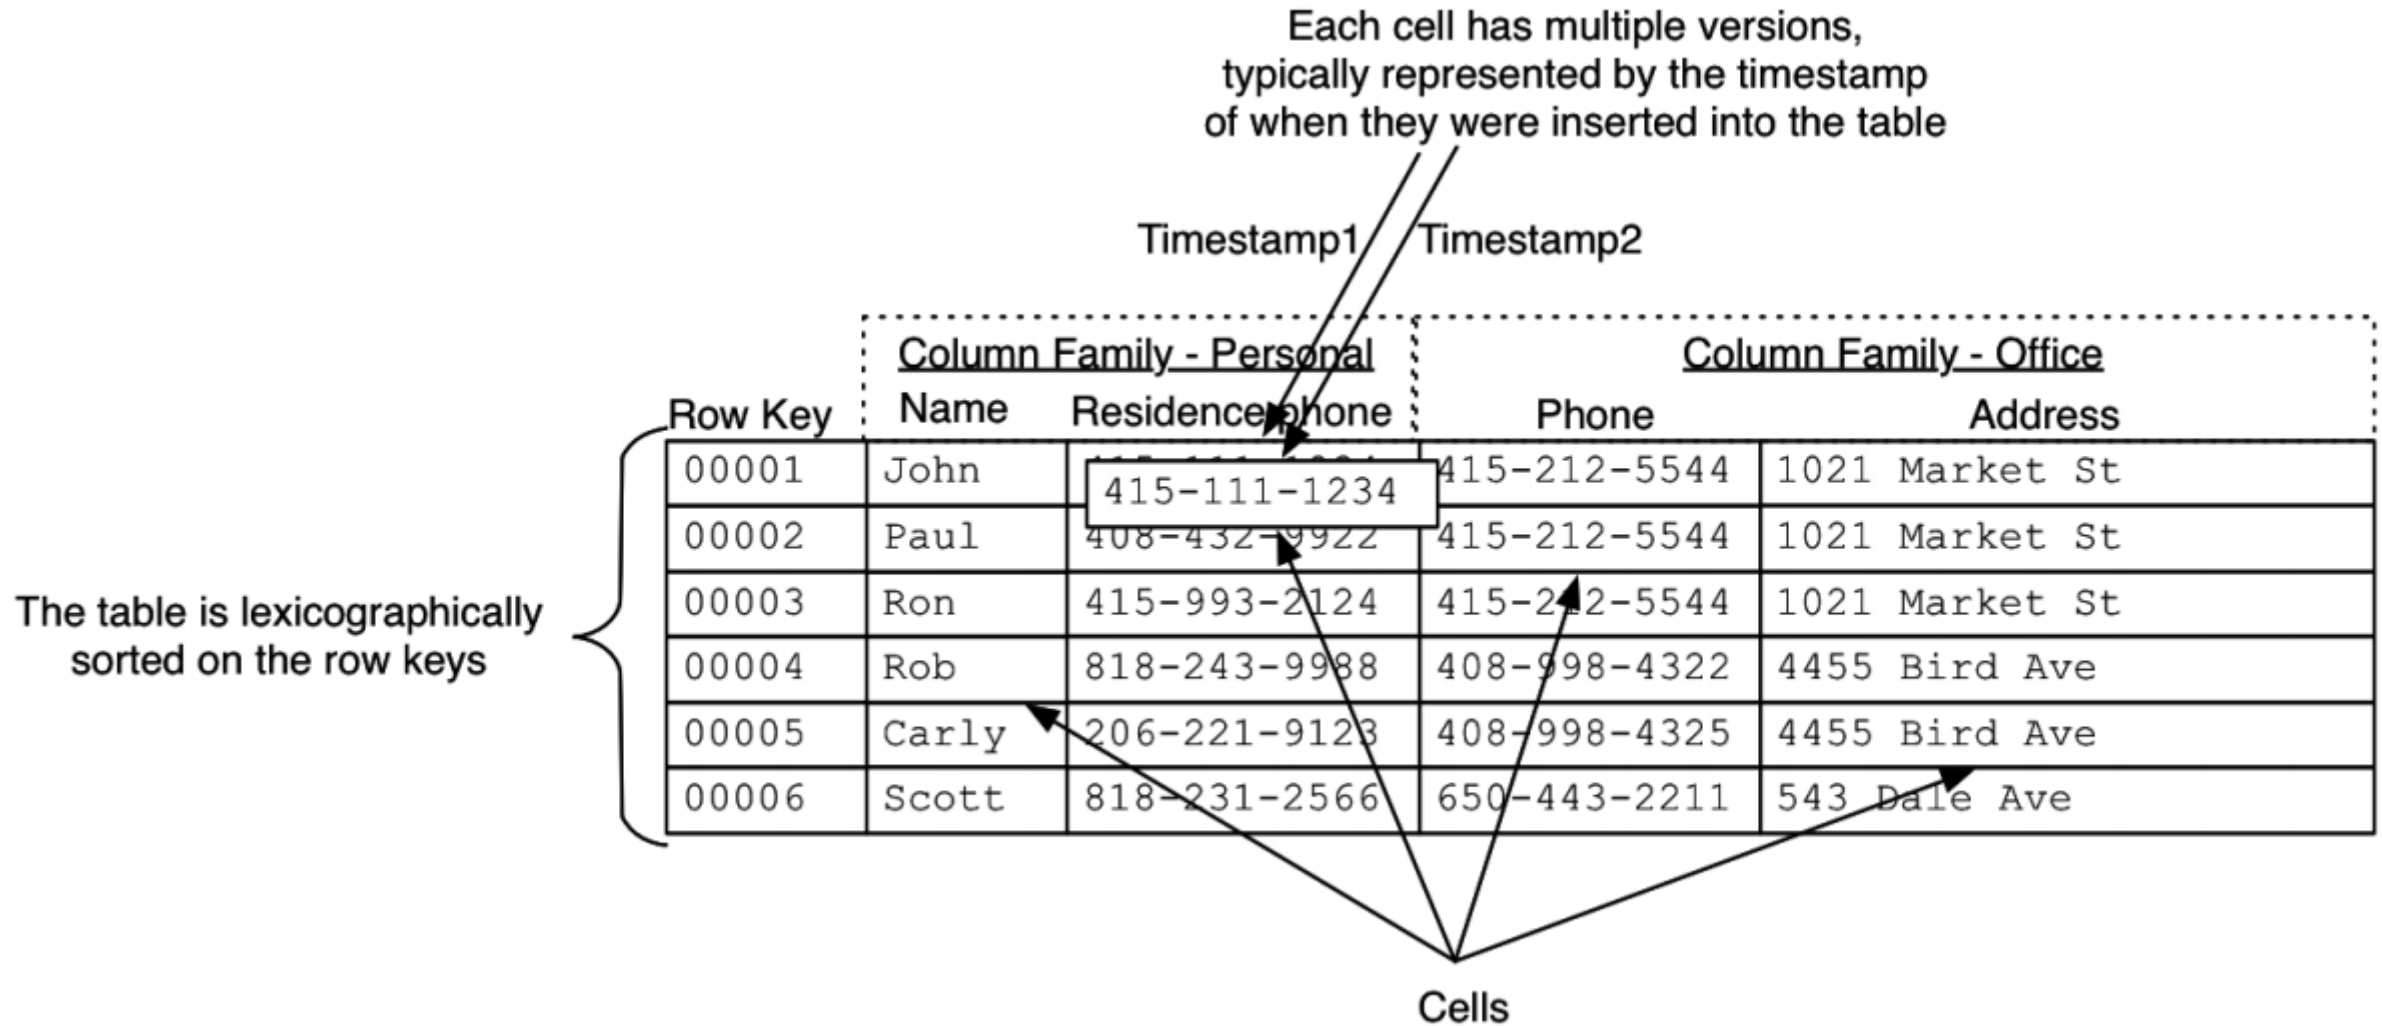 Each cell has multiple versions,
typically represented by the timestamp
of when they were inserted into the table
Timestamp1 Timestamp2
Column Family - Personal Column Family - Office
Row Key Name Residence phone Phone Address
00001 John 415-111-1234 415-212-5544 1021 Market St
00002 Paul 408-432-9922 415-212-5544 1021 Market St
00003 Ron 415-993-2124 415-212-5544 1021 Market St
00004 Rob 818-243-9988 408-998-4322 4455 Bird Ave
00005 Carly 206-221-9123 408-998-4325 4455 Bird Ave
00006 Scott 818-231-2566 650-443-2211 543 Dale Ave
The table is lexicographically
sorted on the row keys
Cells